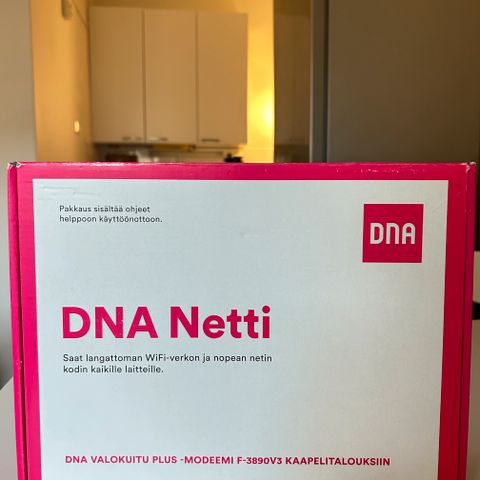 Pakkaus sisältää ohjeet
helppoon käyttöönottoon.
DNA
DNA Netti
Saat langattoman WiFi-verkon ja nopean netin
kodin kaikille laitteille.
DNA VALOKUITU PLUS -MODEEMI F-3890V3 KAAPELITALOUKSIIN